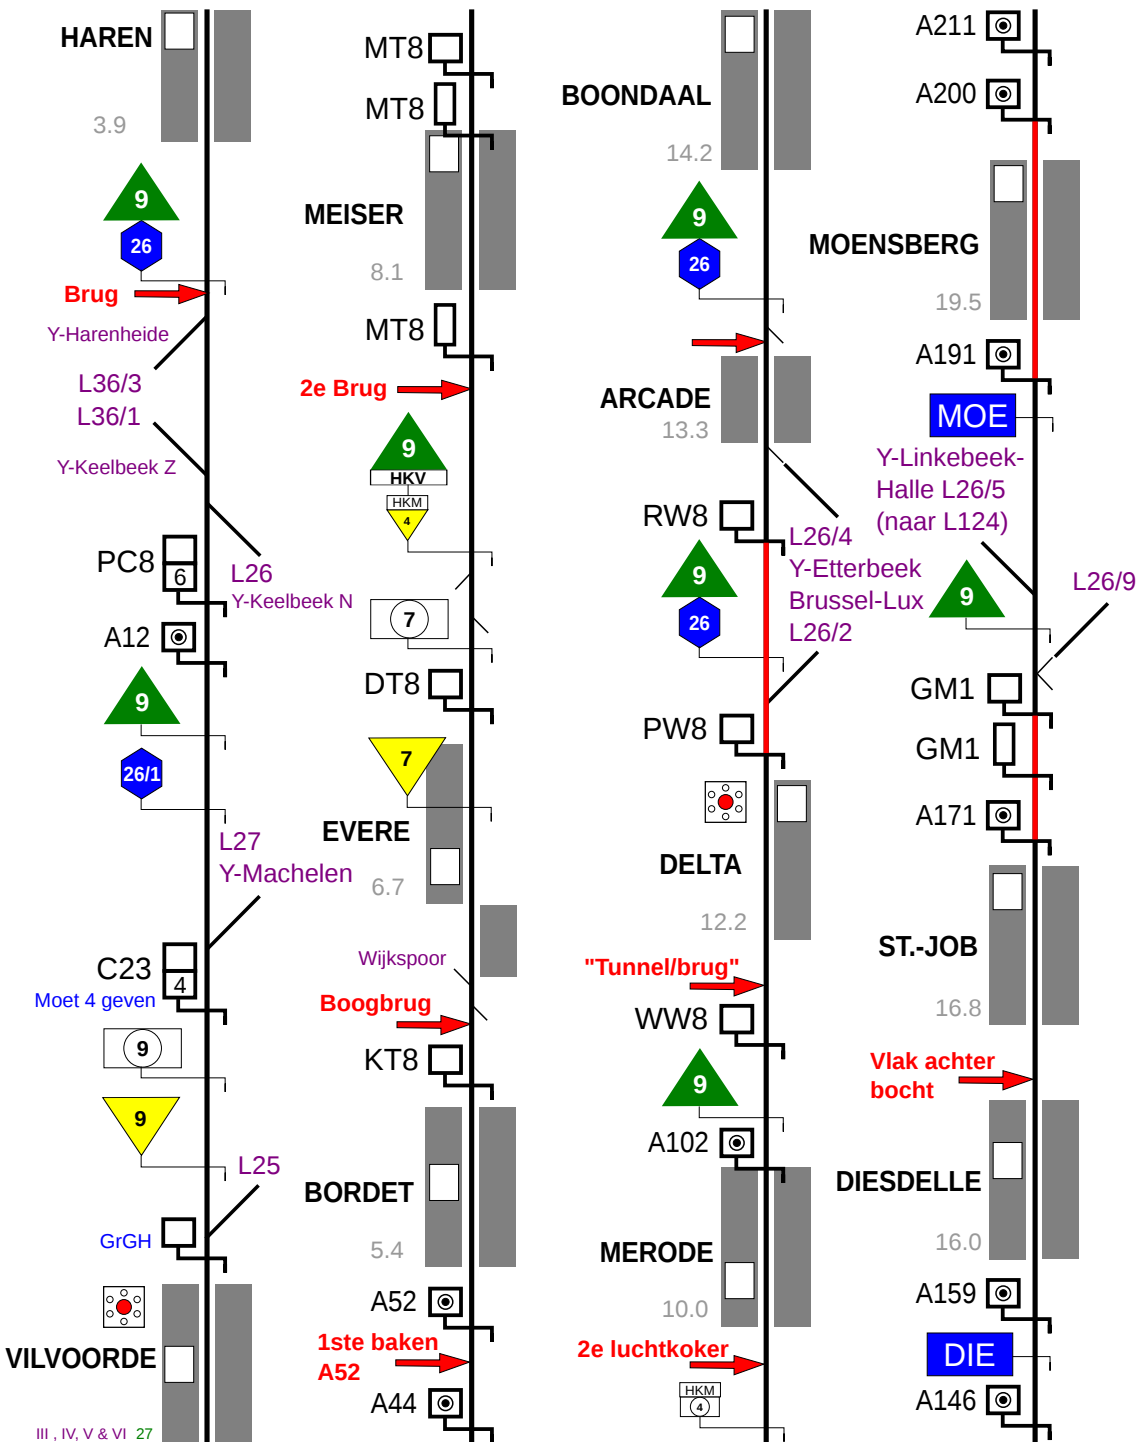 HAREN
3.9
9
26
Brug
Y-Harenheide
L36/3
L36/1
Y-Keelbeek Z
L26
Y-Keelbeek N
PC8
6
A12
9
26/1
L27
Y-Machelen
C23
4
Moet 4 geven
9
9
L25
GrGH
VILVOORDE
III , IV, V & VI 27
MT8
MT8
MEISER
8.1
MT8
2e Brug
9
HKV
HKM
4
7
DT8
7
EVERE
6.7
Wijkspoor
Boogbrug
KT8
BORDET
5.4
A52
1ste baken
A52
A44
BOONDAAL
14.2
9
26
ARCADE
13.3
RW8
L26/4
Y-Etterbeek
Brussel-Lux
L26/2
9
26
PW8
DELTA
12.2
"Tunnel/brug"
WW8
9
A102
MERODE
10.0
2e luchtkoker
HKM
4
A211
A200
MOENSBERG
19.5
A191
MOE
Y-Linkebeek-
Halle L26/5
(naar L124)
9
L26/9
GM1
GM1
A171
ST.-JOB
16.8
Vlak achter
bocht
DIESDELLE
16.0
A159
DIE
A146